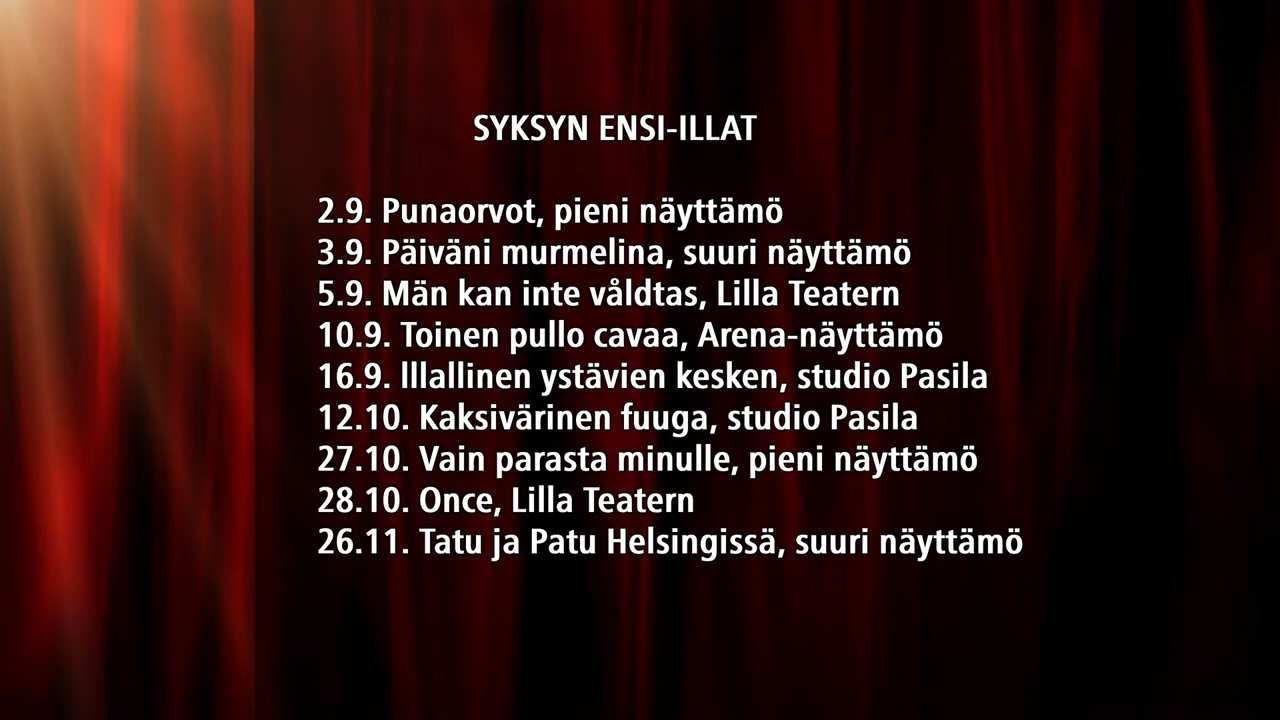 SYKSYN ENSI-ILLAT
2.9. Punaorvot, pieni näyttämö
3.9. Päiväni murmelina, suuri näyttämö
5.9. Män kan inte våldtas, Lilla Teatern
10.9. Toinen pullo cavaa, Arena-näyttämö
16.9. Illallinen ystävien kesken, studio Pasila
12.10. Kaksivärinen fuuga, studio Pasila
27.10. Vain parasta minulle, pieni näyttämö
28.10. Once, Lilla Teatern
26.11. Tatu ja Patu Helsingissä, suuri näyttämö